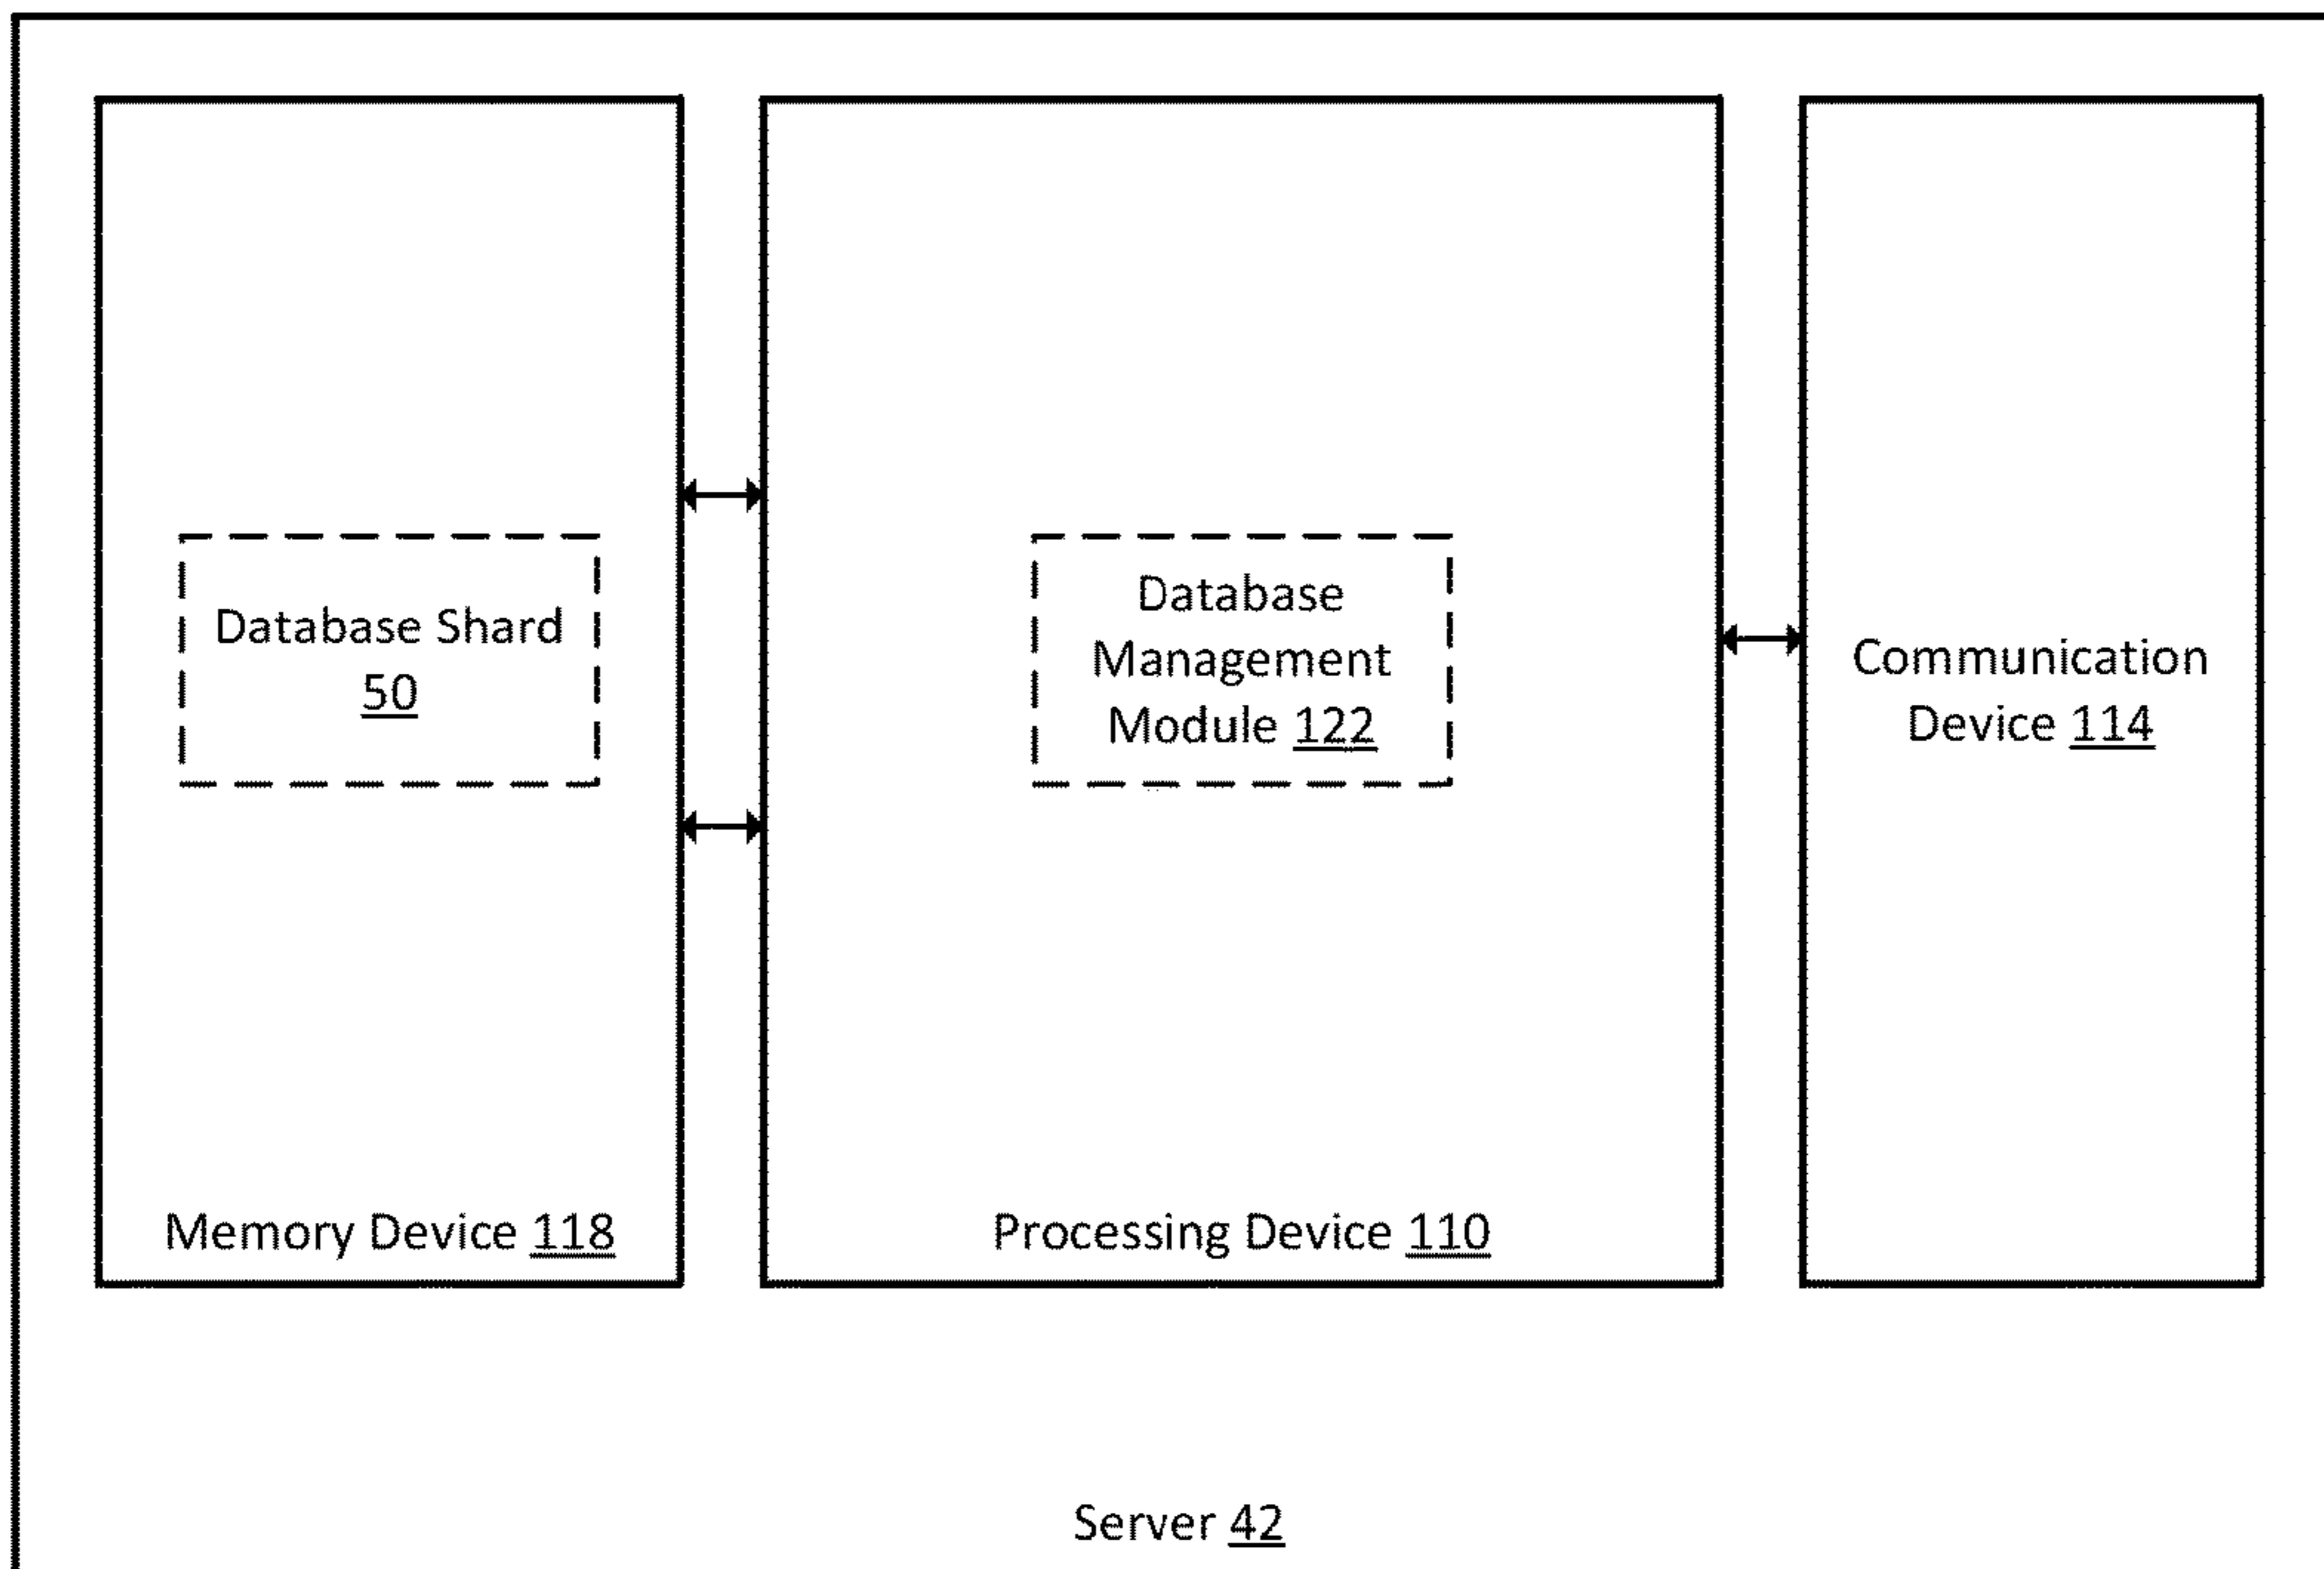 Database Shard
50
Database
Management
Module 122
Communication
Device 114
Memory Device 118
Processing Device 110
Server 42